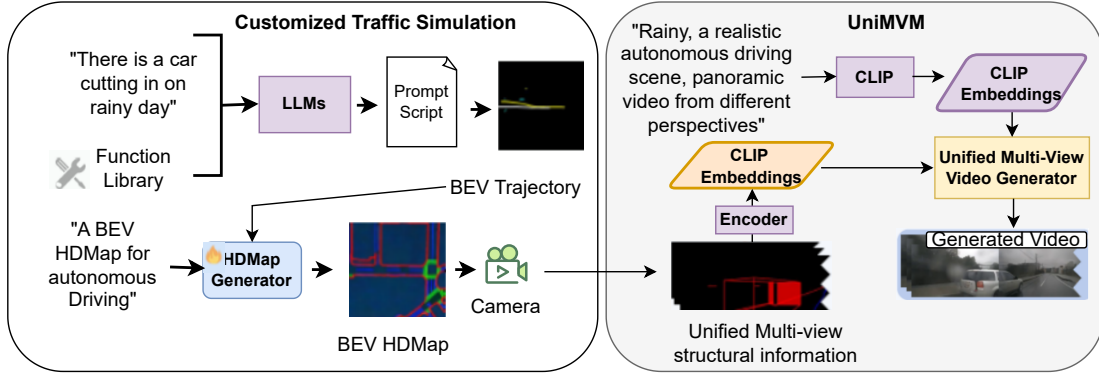 Customized Traffic Simulation
"There is a car
cutting in on
rainy day"
Function
Library
LLMs
Prompt
Script
BEV Trajectory
"A BEV
HDMap for
autonomous
Driving"
HDMap
Generator
BEV HDMap
Camera
UniMVM
"Rainy, a realistic
autonomous driving
scene, panoramic
video from different
perspectives"
CLIP
CLIP
Embeddings
CLIP
Embeddings
Encoder
Unified Multi-view
structural information
Unified Multi-View
Video Generator
Generated Video